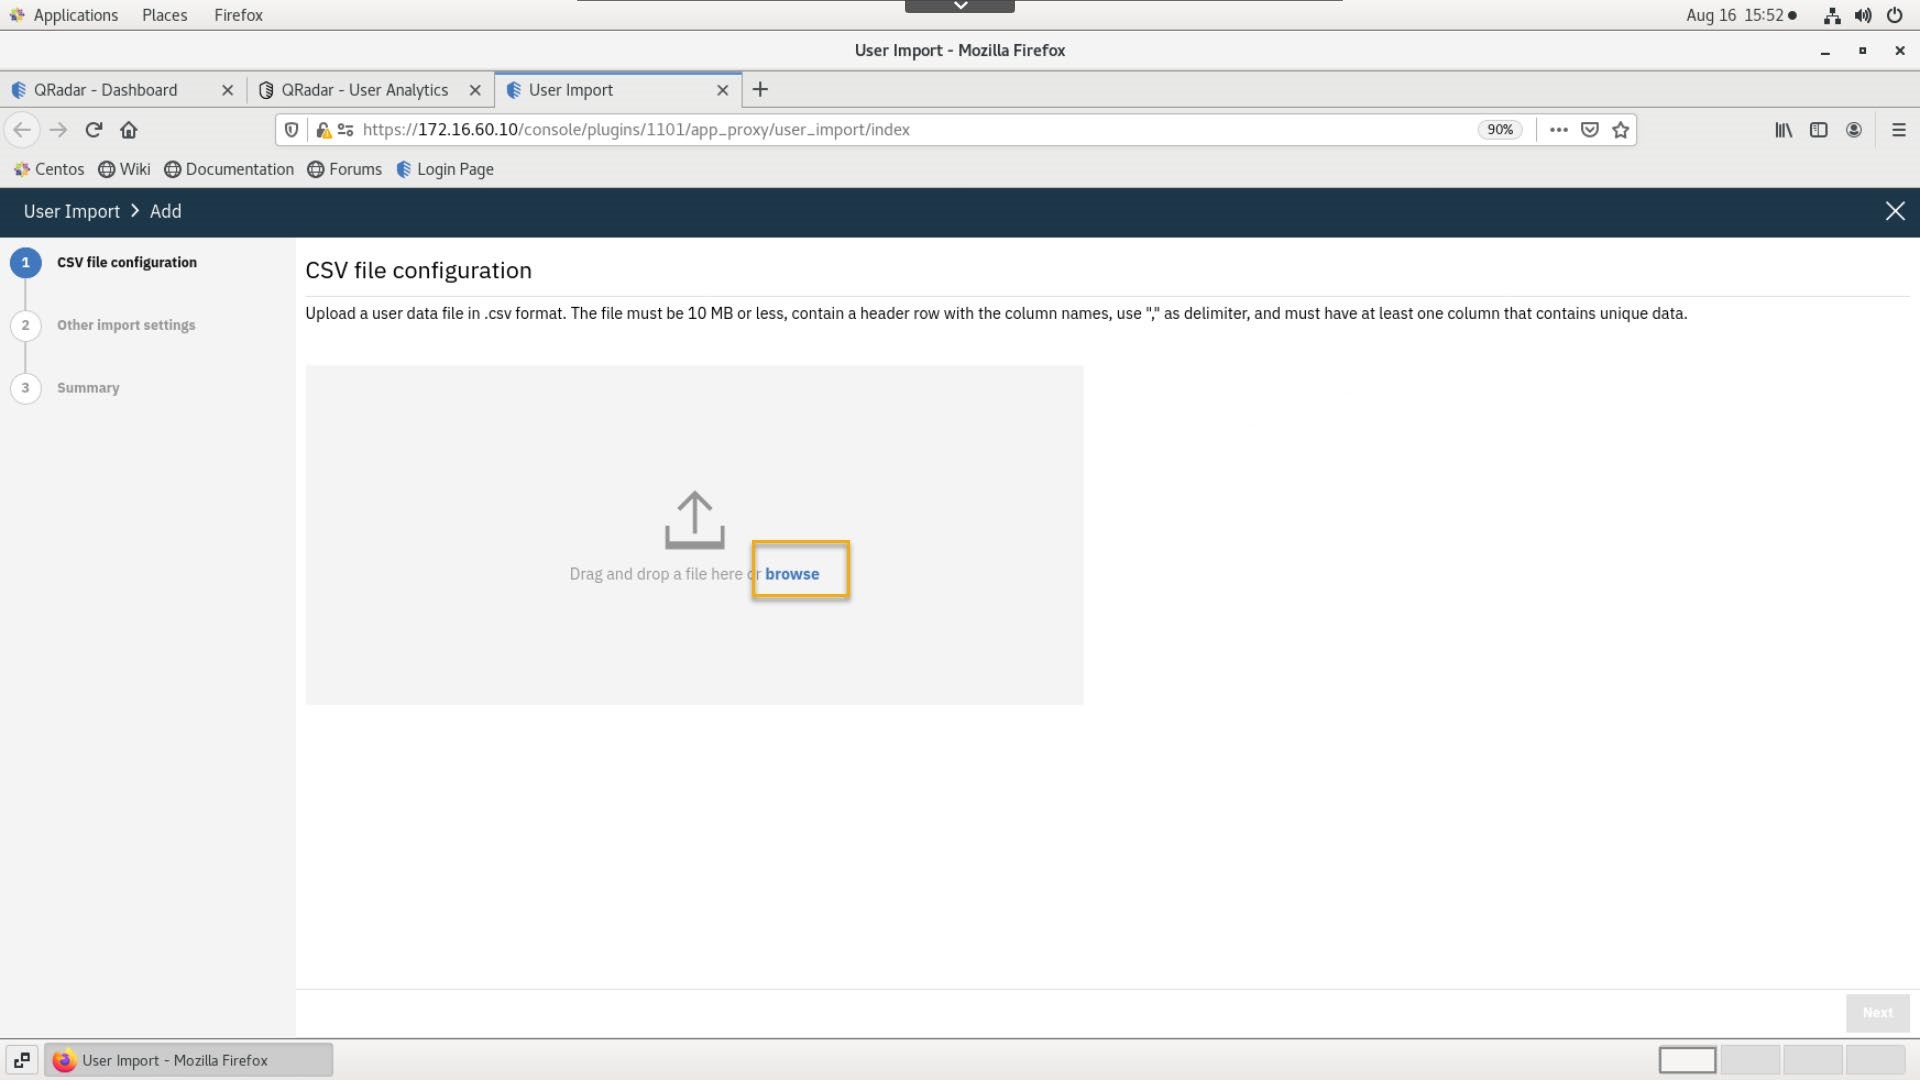 Applications Places Firefox Aug 16 15:52
User Import - Mozilla Firefox
QRadar - Dashboard QRadar - User Analytics User Import
https://172.16.60.10/console/plugins/1101/app_proxy/user_import/index 90%
Centos Wiki Documentation Forums Login Page
User Import > Add
1 CSV file configuration
2 Other import settings
3 Summary
CSV file configuration
Upload a user data file in .csv format. The file must be 10 MB or less, contain a header row with the column names, use "," as delimiter, and must have at least one column that contains unique data.
Drag and drop a file here or browse
Next
User Import - Mozilla Firefox